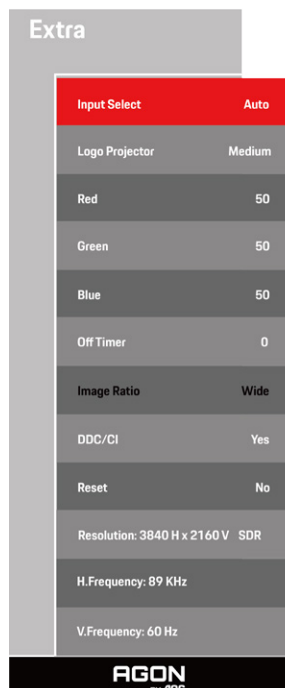 Extra
Input Select Auto
Logo Projector Medium
Red 50
Green 50
Blue 50
Off Timer 0
Image Ratio Wide
DDC/CI Yes
Reset No
Resolution: 3840 H x 2160 V SDR
H.Frequency: 89 KHz
V.Frequency: 60 Hz
AGON